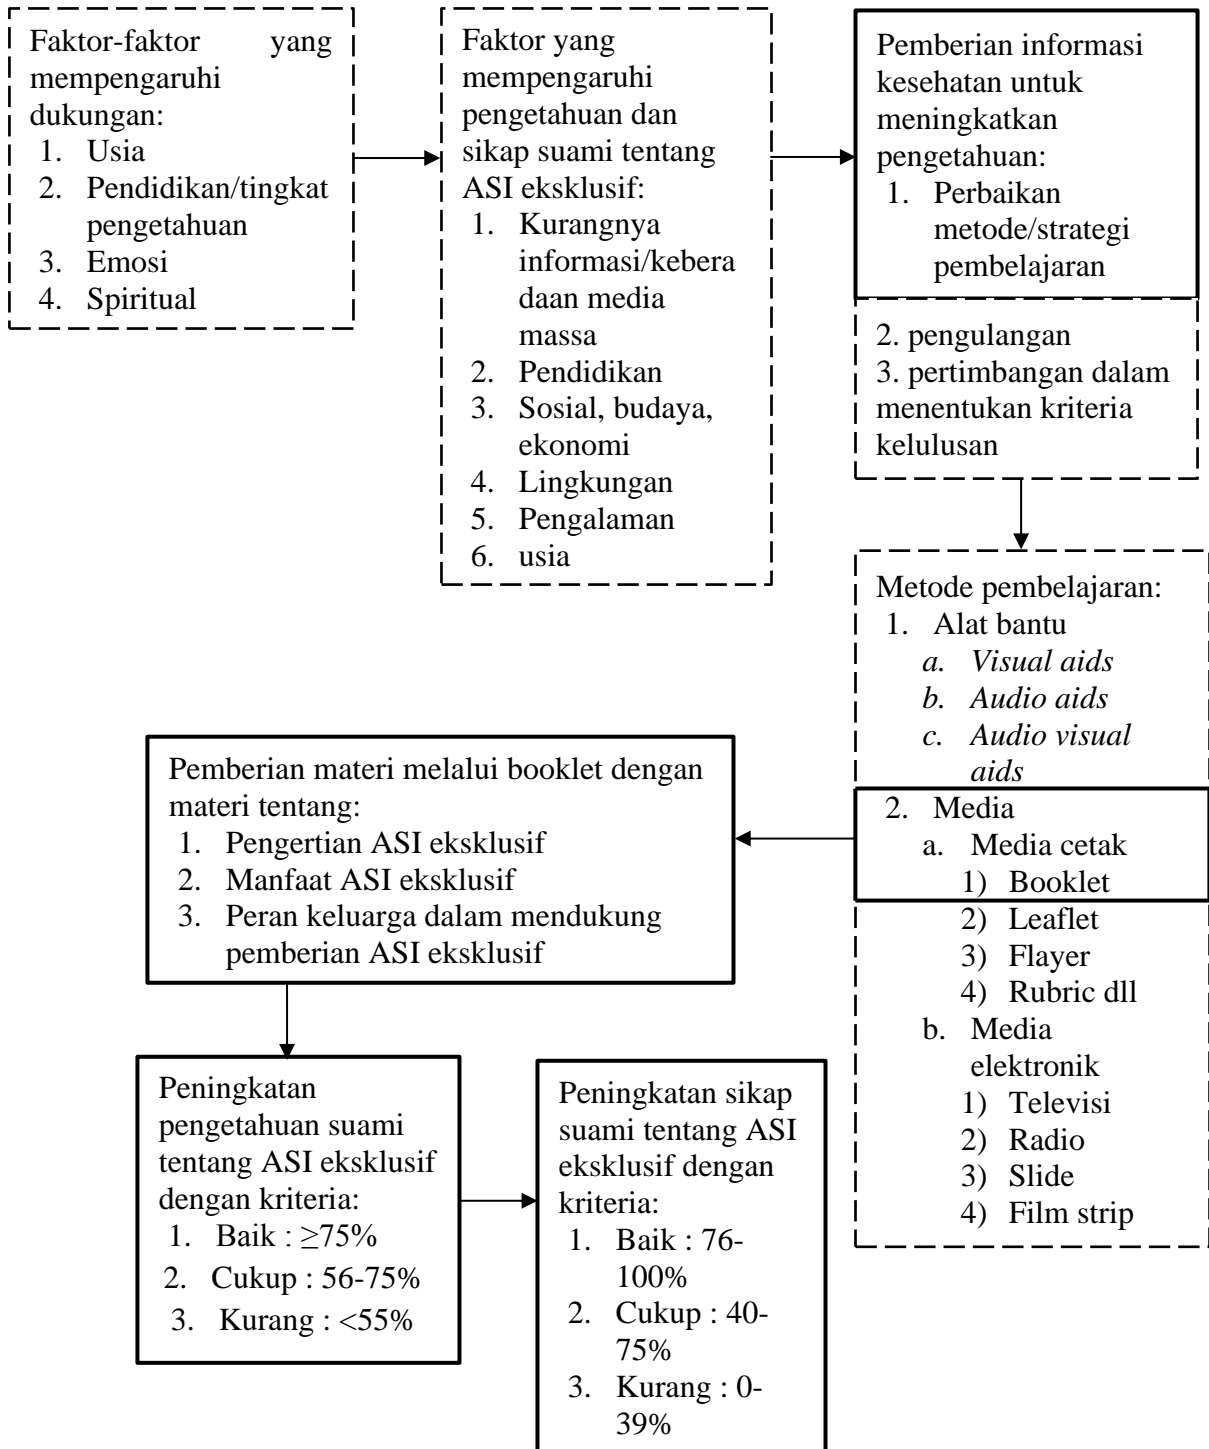 Faktor-faktor yang
mempengaruhi
dukungan:
1. Usia
2. Pendidikan/tingkat
pengetahuan
3. Emosi
4. Spiritual
Faktor yang
mempengaruhi
pengetahuan dan
sikap suami tentang
ASI eksklusif:
1. Kurangnya
informasi/kebera
daan media
massa
2. Pendidikan
3. Sosial, budaya,
ekonomi
4. Lingkungan
5. Pengalaman
6. usia
Pemberian informasi
kesehatan untuk
meningkatkan
pengetahuan:
1. Perbaikan
metode/strategi
pembelajaran
2. pengulangan
3. pertimbangan dalam
menentukan kriteria
kelulusan
Metode pembelajaran:
1. Alat bantu
a. Visual aids
b. Audio aids
c. Audio visual
aids
2. Media
a. Media cetak
1) Booklet
2) Leaflet
3) Flayer
4) Rubric dll
b. Media
elektronik
1) Televisi
2) Radio
3) Slide
4) Film strip
Pemberian materi melalui booklet dengan
materi tentang:
1. Pengertian ASI eksklusif
2. Manfaat ASI eksklusif
3. Peran keluarga dalam mendukung
pemberian ASI eksklusif
Peningkatan
pengetahuan suami
tentang ASI eksklusif
dengan kriteria:
1. Baik : ≥75%
2. Cukup : 56-75%
3. Kurang : <55%
Peningkatan sikap
suami tentang ASI
eksklusif dengan
kriteria:
1. Baik : 76-
100%
2. Cukup : 40-
75%
3. Kurang : 0-
39%